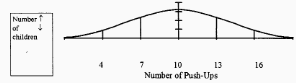 Number ↑
of ↓
children
4 7 10 13 16
Number of Push-Ups